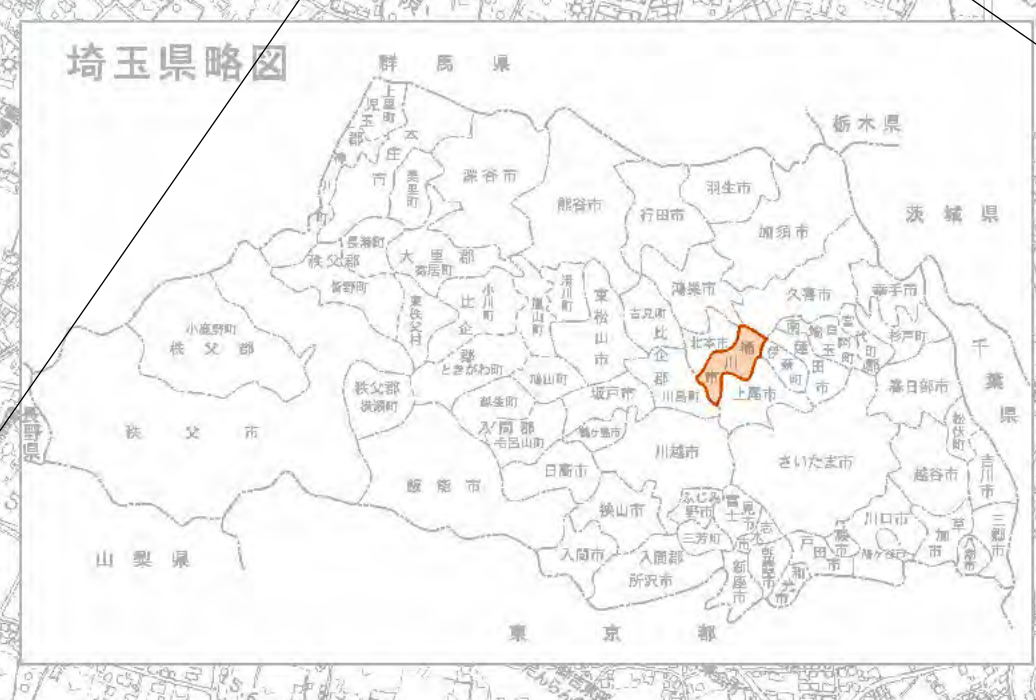 埼玉県略図
群馬県
栃木県
茨城県
千葉県
長野県
山梨県
東京都
上里町
児玉郡
神川町
本庄市
美里町
深谷市
熊谷市
行田市
羽生市
加須市
長瀞町
秩父郡
皆野町
大里郡
寄居町
東秩父村
比企郡
小川町
嵐山町
滑川町
東松山市
吉見町
比企郡
鴻巣市
久喜市
幸手市
北本市
桶川市
伊奈町
蓮田市
白岡町
宮代町
杉戸町
小鹿野町
秩父郡
ときがわ町
鳩山町
坂戸市
川島町
上尾市
春日部市
秩父郡
横瀬町
越生町
入間郡
毛呂山町
鶴ヶ島市
川越市
さいたま市
松伏町
秩父市
飯能市
日高市
越谷市
吉川市
狭山市
ふじみ野市
富士見市
三芳町
川口市
草加市
三郷市
入間市
入間郡
所沢市
新座市
戸田市
八潮市